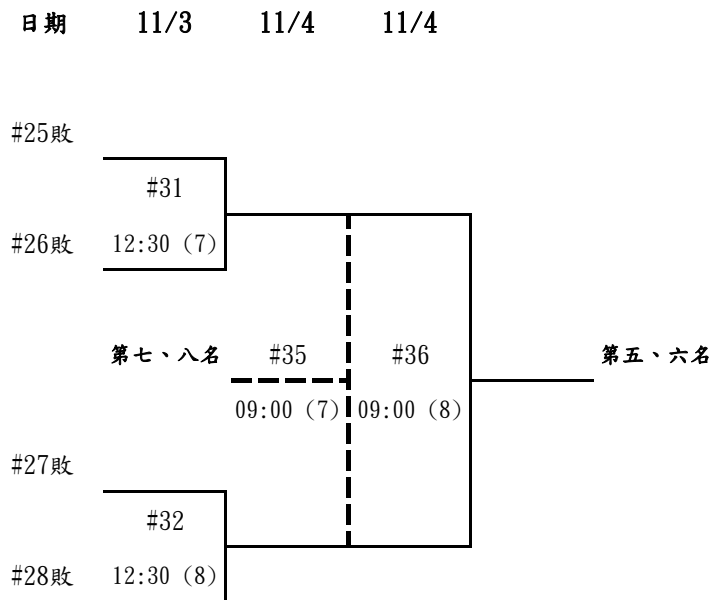 日期 11/3 11/4 11/4
#25敗
#31
#26敗 12:30 (7)
第七、八名 #35 #36 第五、六名
09:00 (7) 09:00 (8)
#27敗
#32
#28敗 12:30 (8)